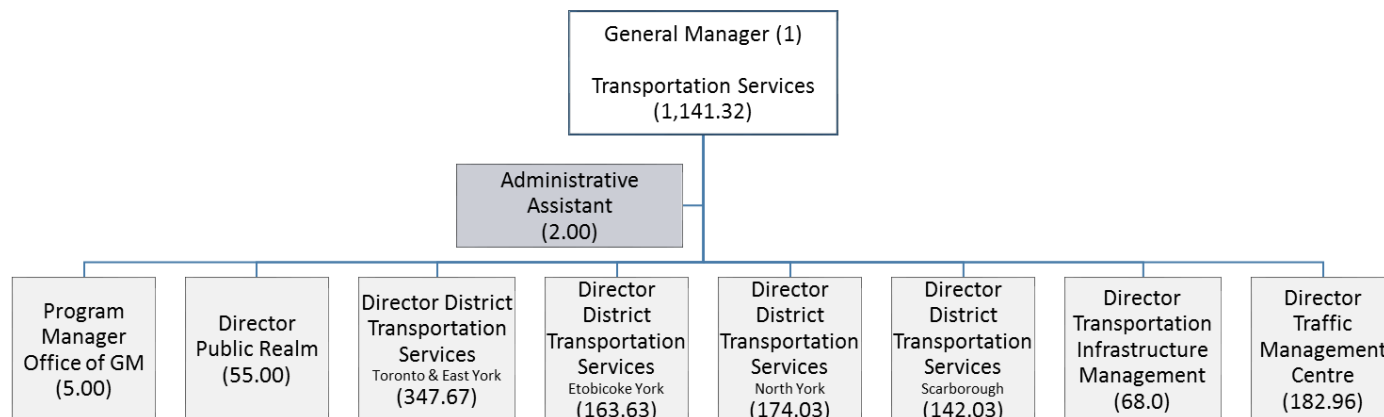 General Manager (1)
Transportation Services
(1,141.32)
Administrative
Assistant
(2.00)
Program
Manager
Office of GM
(5.00)
Director
Public Realm
(55.00)
Director District
Transportation
Services
Toronto & East York
(347.67)
Director
District
Transportation
Services
Etobicoke York
(163.63)
Director
District
Transportation
Services
North York
(174.03)
Director
District
Transportation
Services
Scarborough
(142.03)
Director
Transportation
Infrastructure
Management
(68.0)
Director
Traffic
Management
Centre
(182.96)